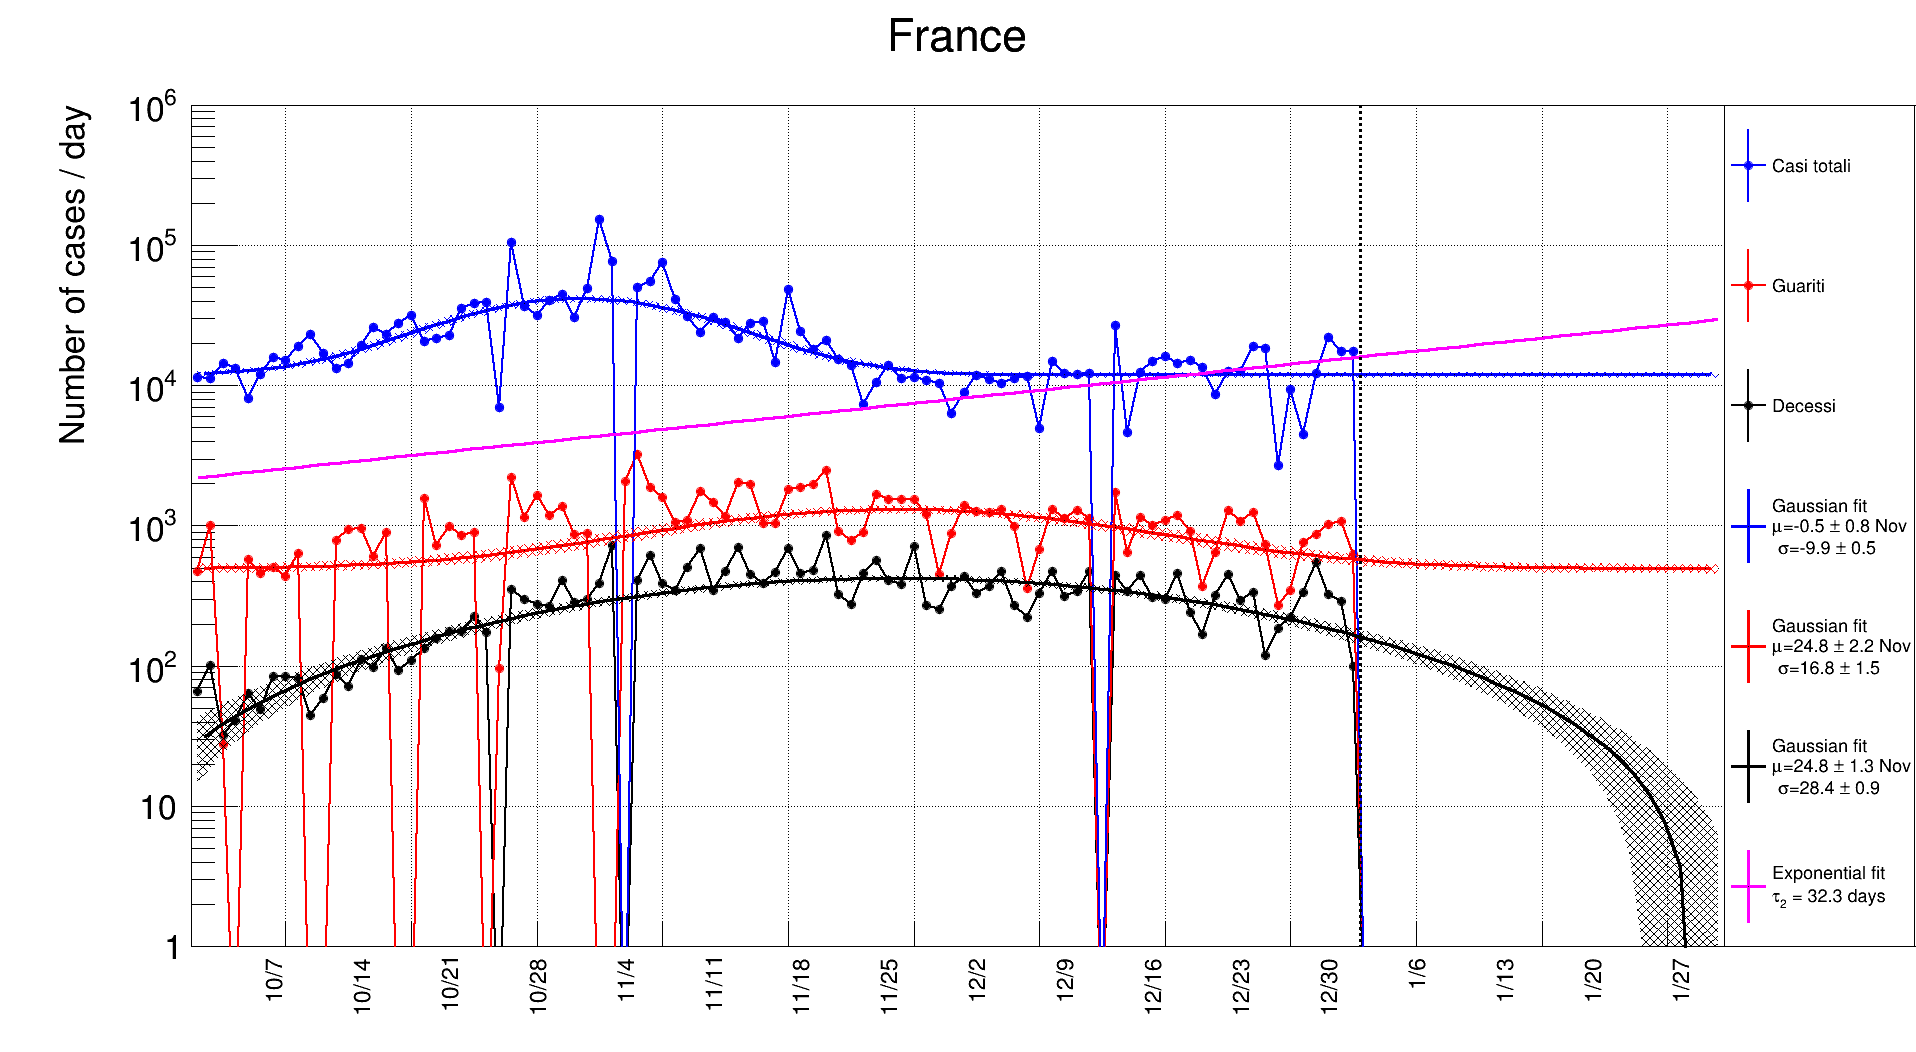 France
Number of cases / day
10^6
10^5
10^4
10^3
10^2
10
1
10/7
10/14
10/21
10/28
11/4
11/11
11/18
11/25
12/2
12/9
12/16
12/23
12/30
1/6
1/13
1/20
1/27
Casi totali
Guariti
Decessi
Gaussian fit
μ=-0.5 ± 0.8 Nov
σ=-9.9 ± 0.5
Gaussian fit
μ=24.8 ± 2.2 Nov
σ=16.8 ± 1.5
Gaussian fit
μ=24.8 ± 1.3 Nov
σ=28.4 ± 0.9
Exponential fit
τ₂ = 32.3 days